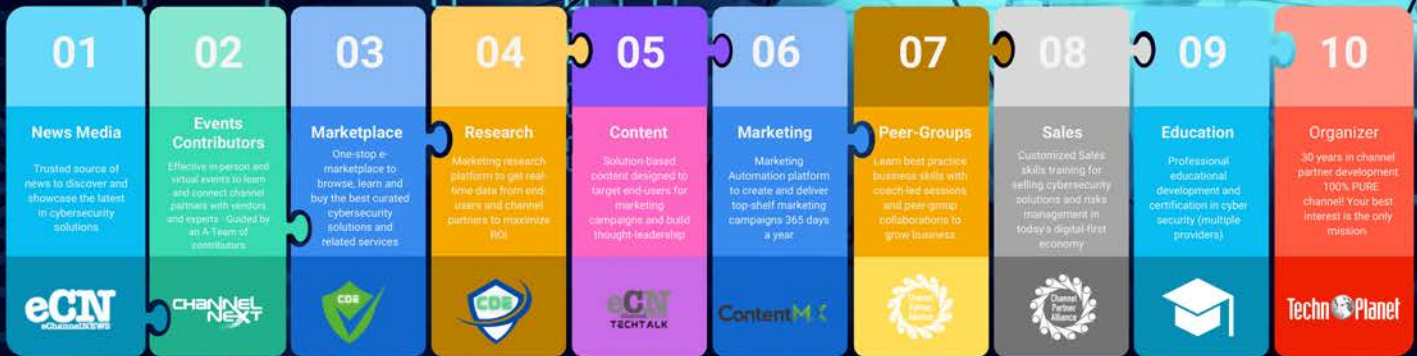 01
News Media
Trusted source of
news to discover and
showcase the latest
in cybersecurity
solutions
eCN
eChannelNEWS
02
Events
Contributors
Effective in-person and
virtual events to learn
and connect channel
partners with vendors
and experts - Guided by
an A-Team of
contributors
CHANNEL
NEXT
03
Marketplace
One-stop e-
marketplace to
browse, learn and
buy the best curated
cybersecurity
solutions and
related services
CDE
04
Research
Marketing research
platform to get real-
time data from end-
users and channel
partners to maximize
ROI
CDE
05
Content
Solution-based
content designed to
target end-users for
marketing
campaigns and build
thought-leadership
eCN
TECHTALK
06
Marketing
Marketing
Automation platform
to create and deliver
top-shelf marketing
campaigns 365 days
a year
ContentMX
07
Peer-Groups
Learn best practice
business skills with
coach-led sessions
and peer-group
collaborations to
grow business
Channel
Partner
Alliance
08
Sales
Customized Sales
skills training for
selling cybersecurity
solutions and risks
management in
today's digital-first
economy
Channel
Partner
Alliance
09
Education
Professional
educational
development and
certification in cyber
security (multiple
providers)
10
Organizer
30 years in channel
partner development
100% PURE
channel! Your best
interest is the only
mission
TechnoPlanet